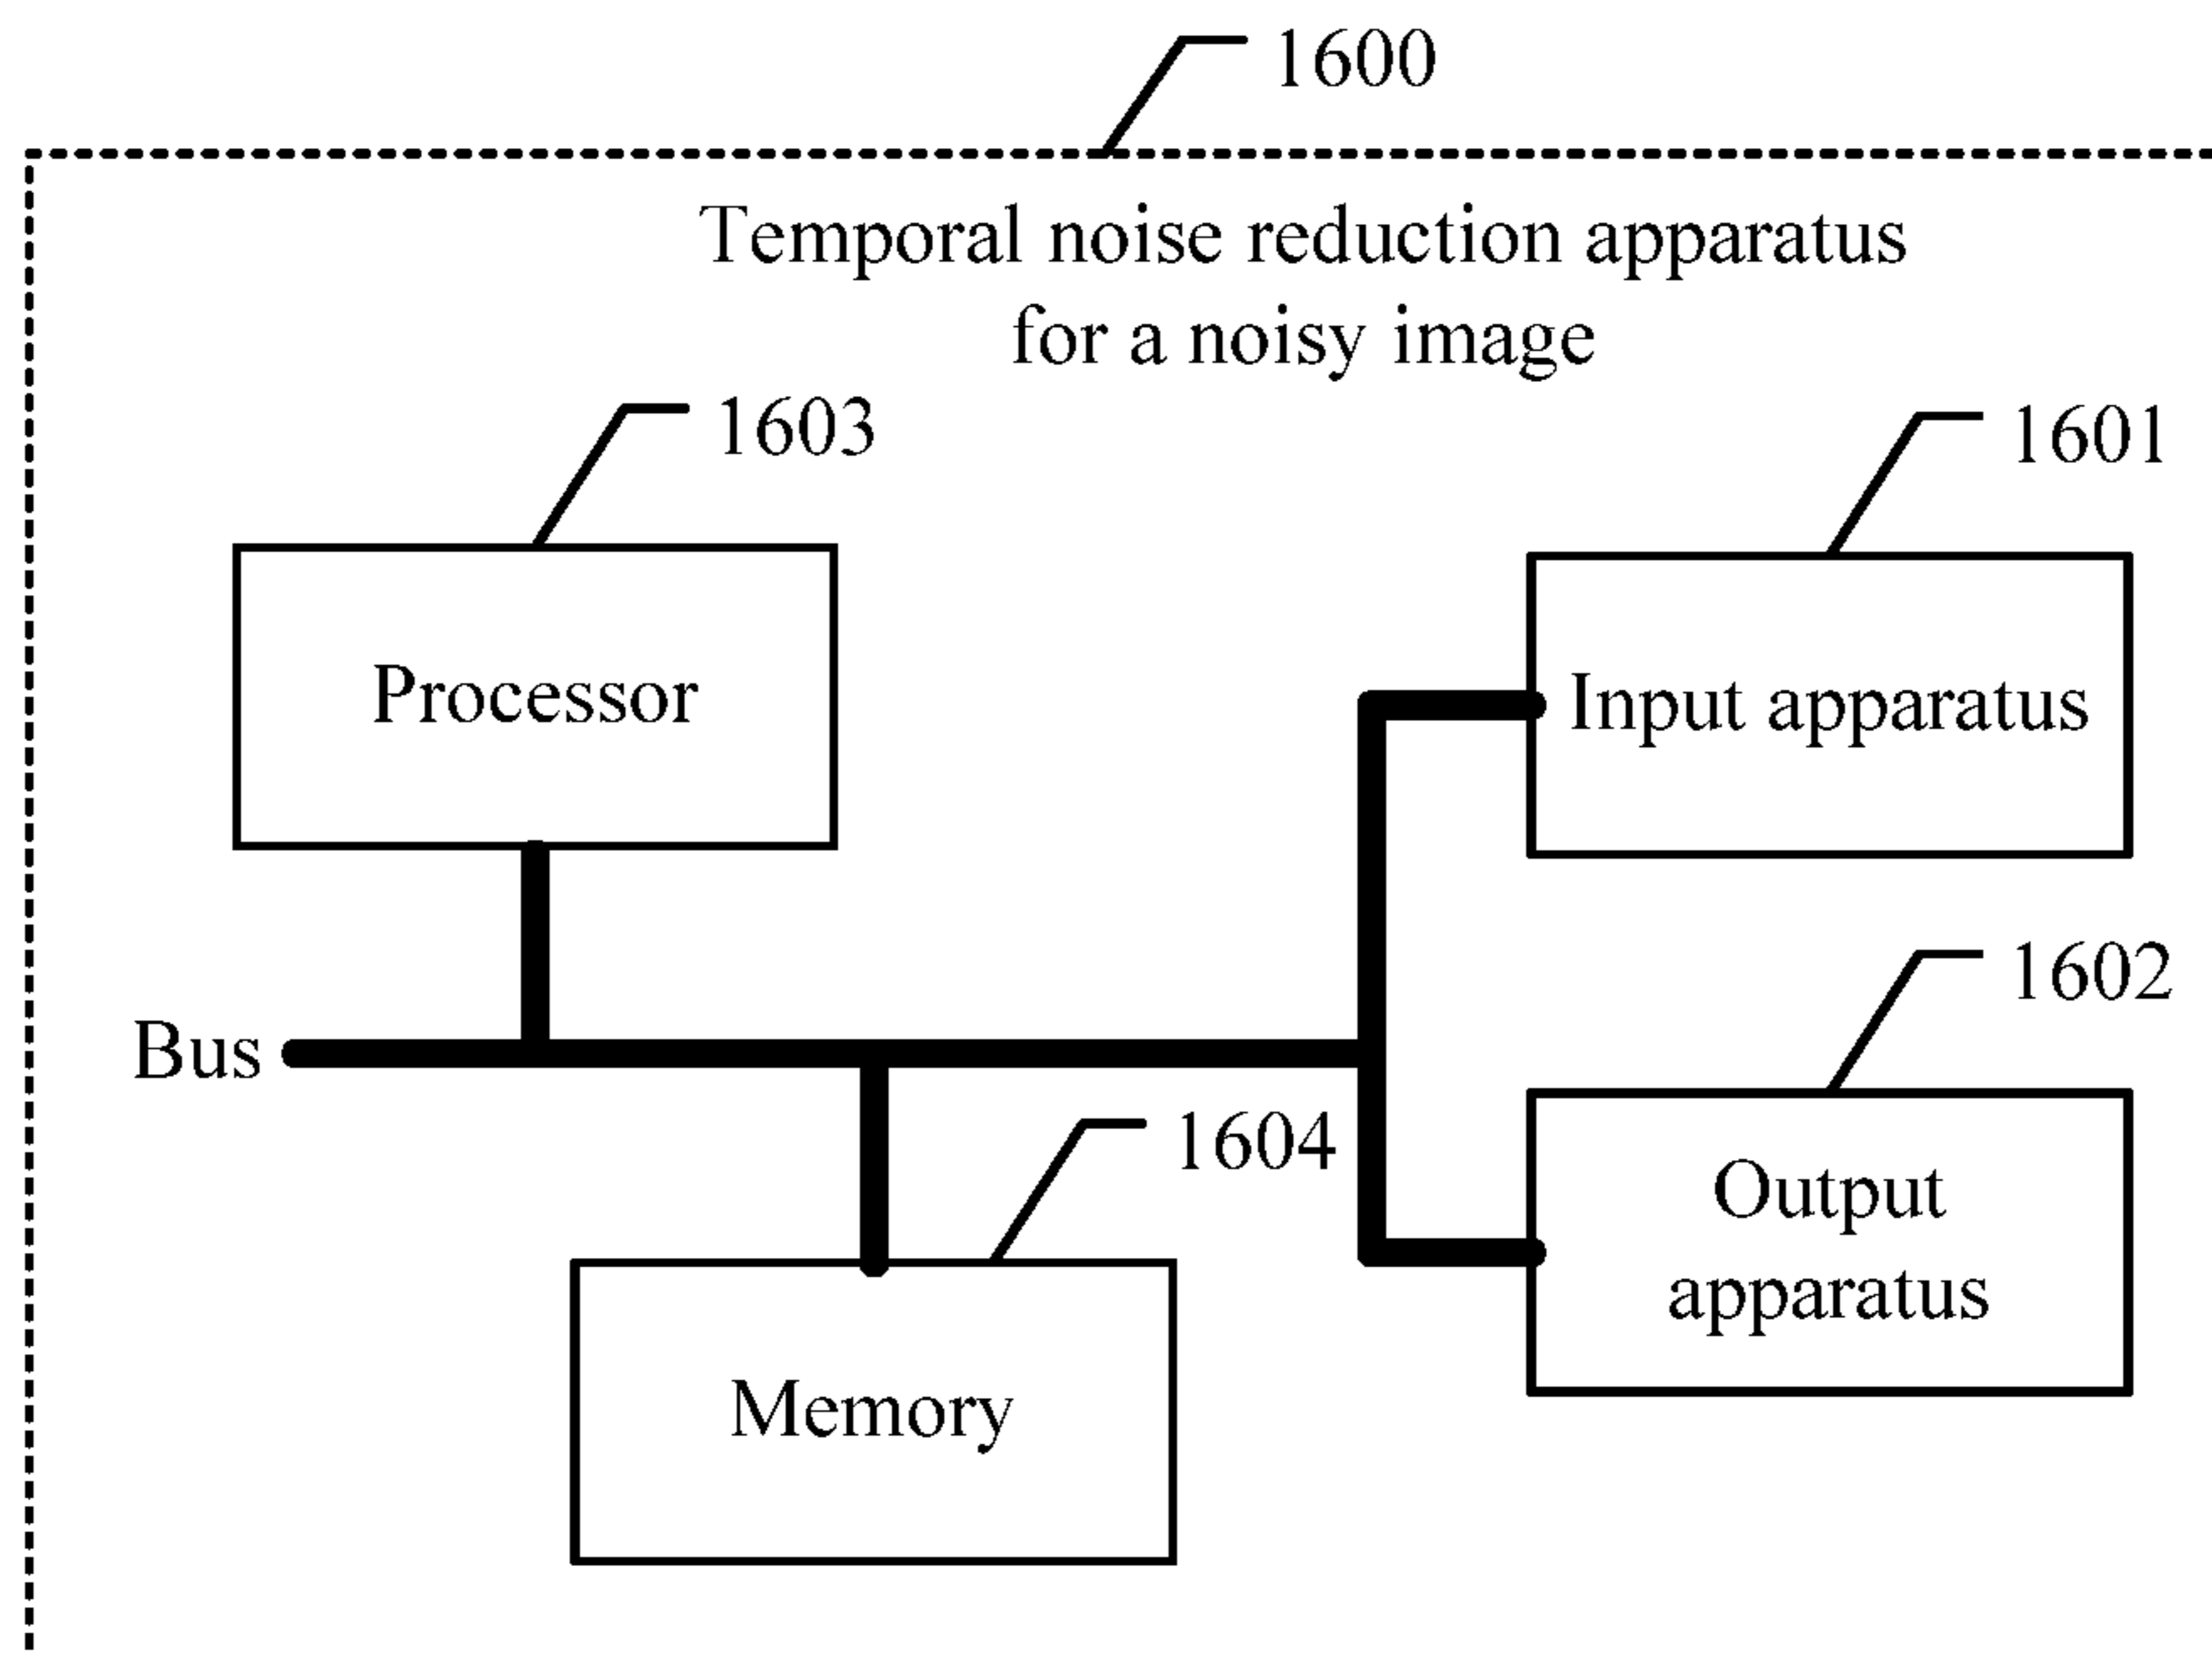 1600
Temporal noise reduction apparatus
for a noisy image
1603
1601
Processor
Input apparatus
1602
Bus
1604
Output
apparatus
Memory